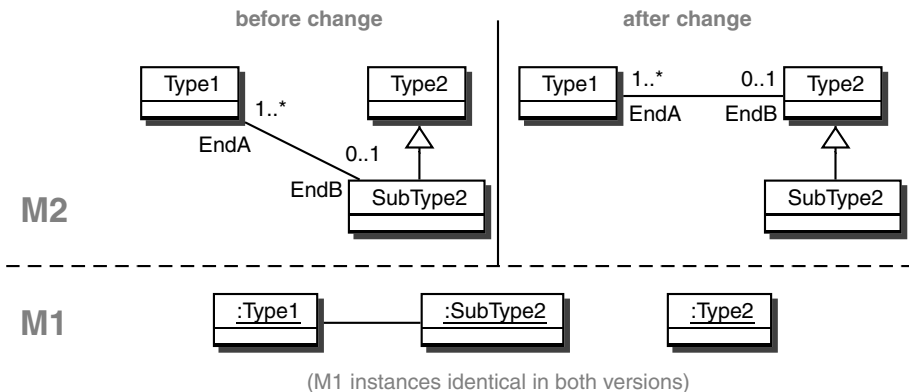 before change
after change
Type1
Type2
1..*
EndA
0..1
EndB
SubType2
Type1
1..*
0..1
Type2
EndA
EndB
SubType2
M2
M1
:Type1
:SubType2
:Type2
(M1 instances identical in both versions)